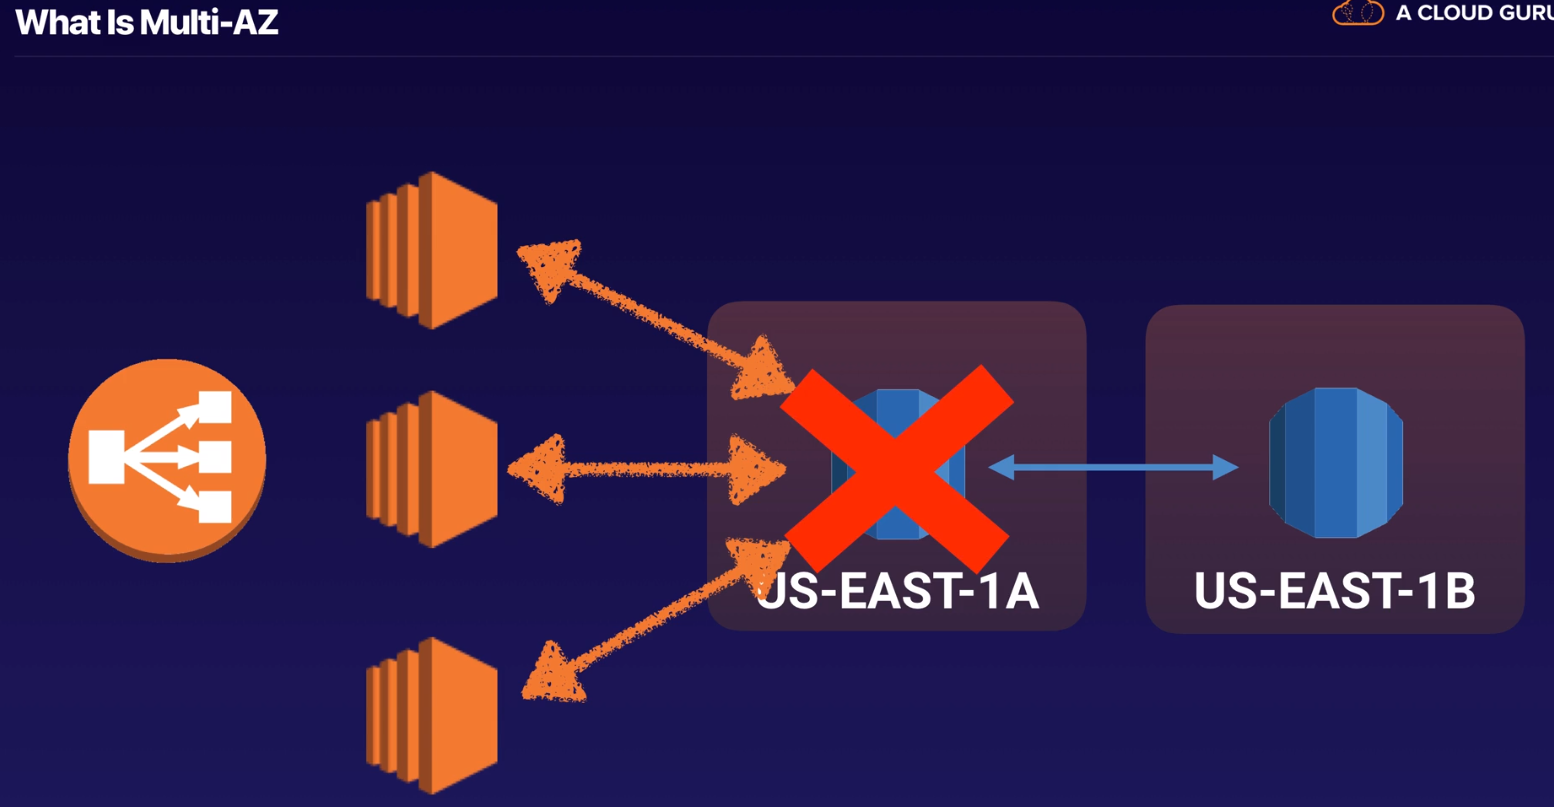 What Is Multi-AZ
A CLOUD GURU
US-EAST-1A
US-EAST-1B